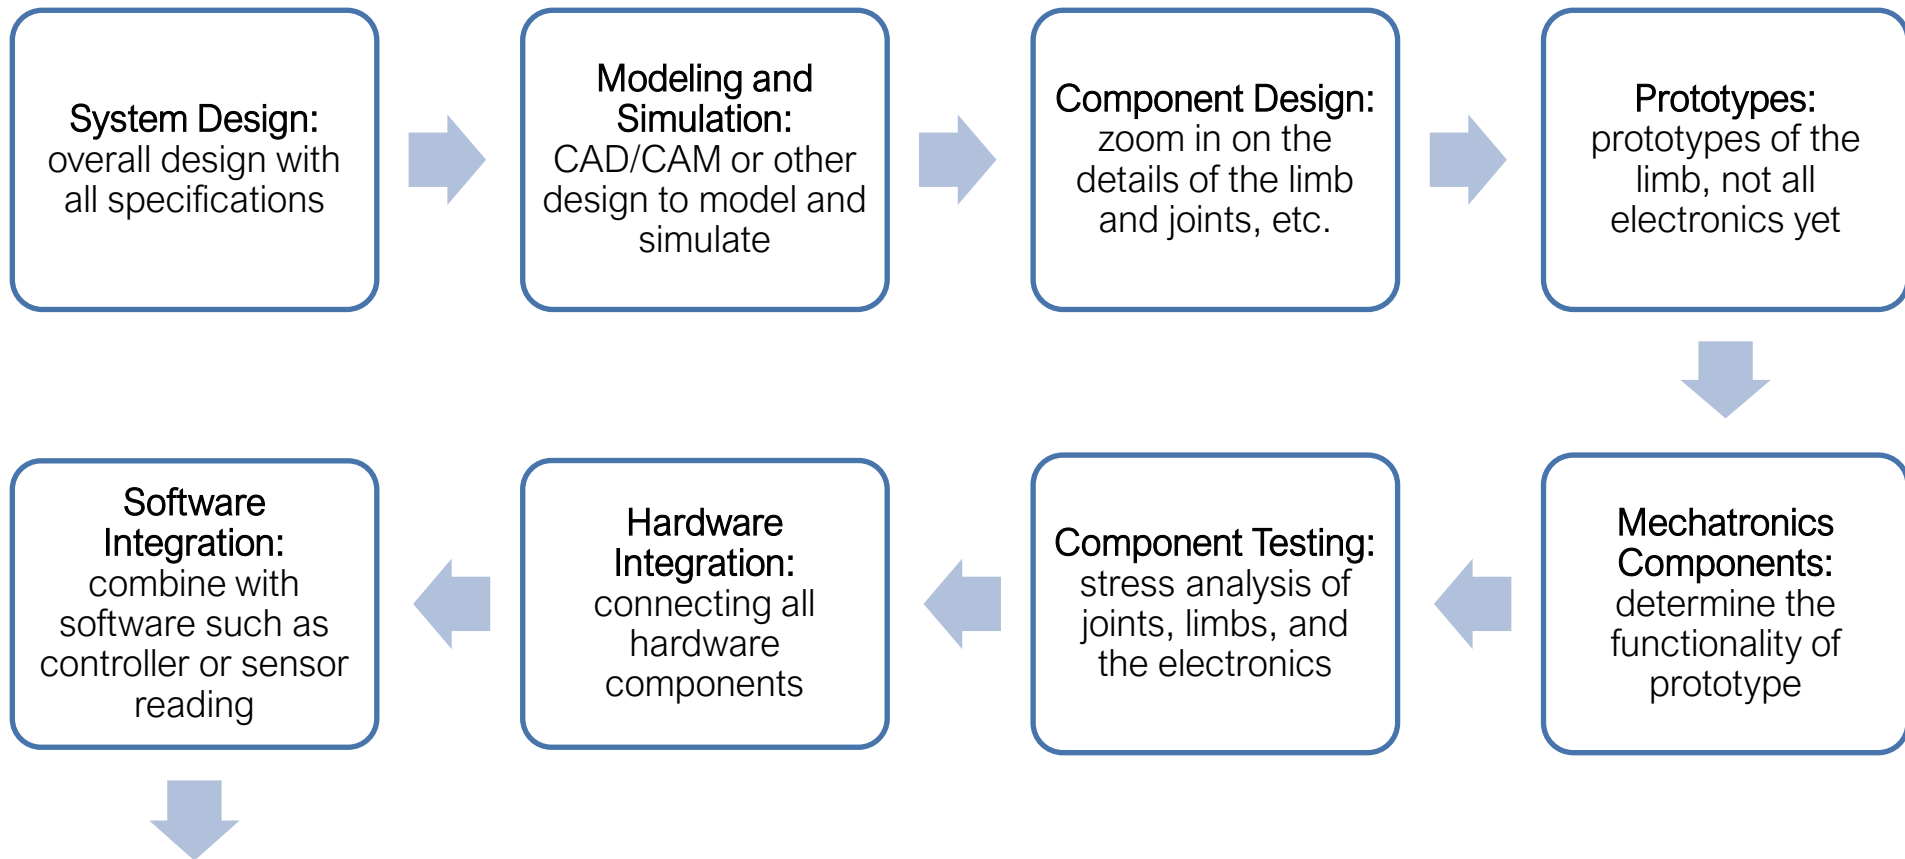 System Design:
overall design with
all specifications
Modeling and
Simulation:
CAD/CAM or other
design to model and
simulate
Component Design:
zoom in on the
details of the limb
and joints, etc.
Prototypes:
prototypes of the
limb, not all
electronics yet
Mechatronics
Components:
determine the
functionality of
prototype
Component Testing:
stress analysis of
joints, limbs, and
the electronics
Hardware
Integration:
connecting all
hardware
components
Software
Integration:
combine with
software such as
controller or sensor
reading